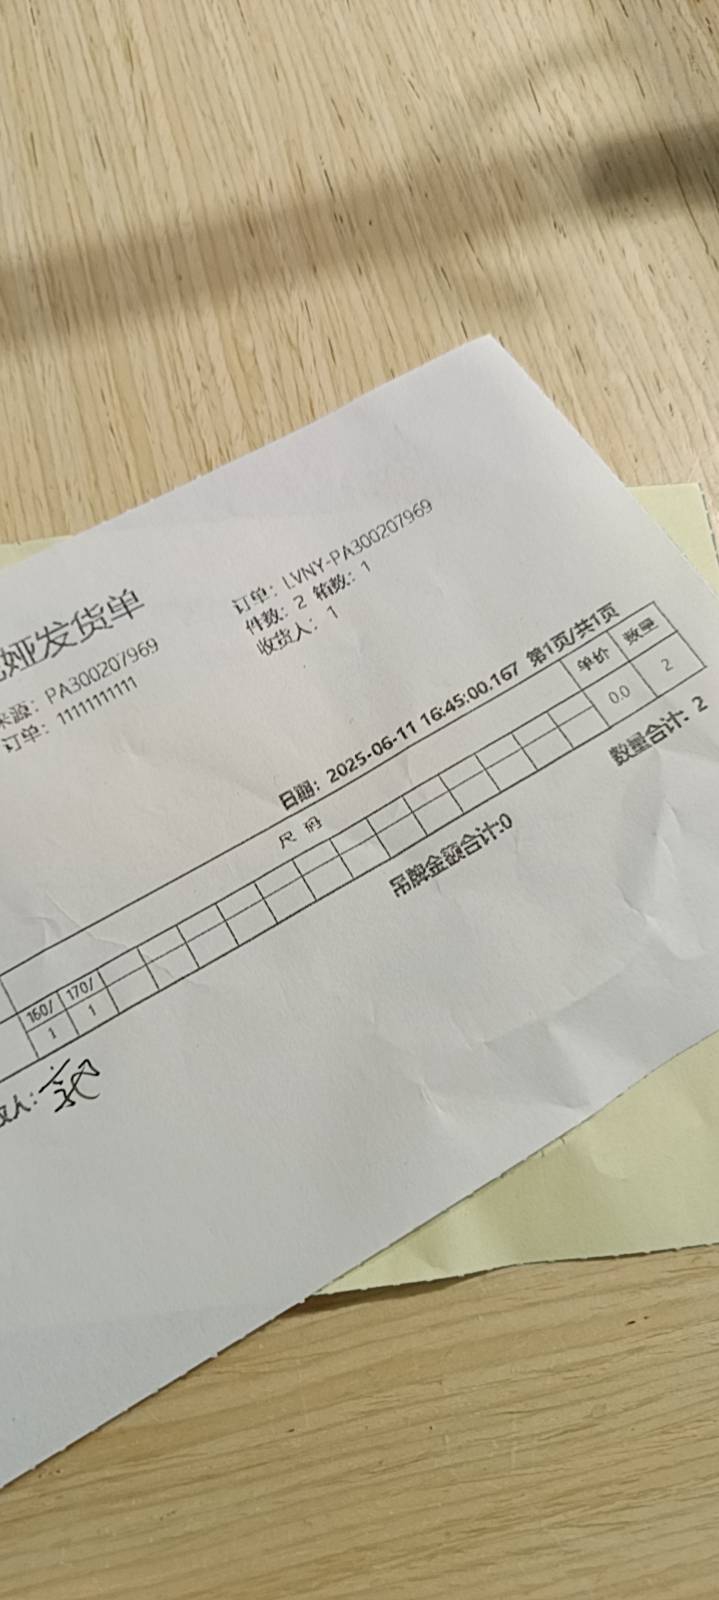 娅发货单
来源：PA300207969
订单：11111111111
订单：LVNY-PA300207969
件数：2 箱数：1
收货人：1
日期：2025-06-11 16:45:00.167 第1页/共1页
尺 码 单价 数量
160/ 170/
1 1 0.0 2
吊牌金额合计:0 数量合计: 2
人：